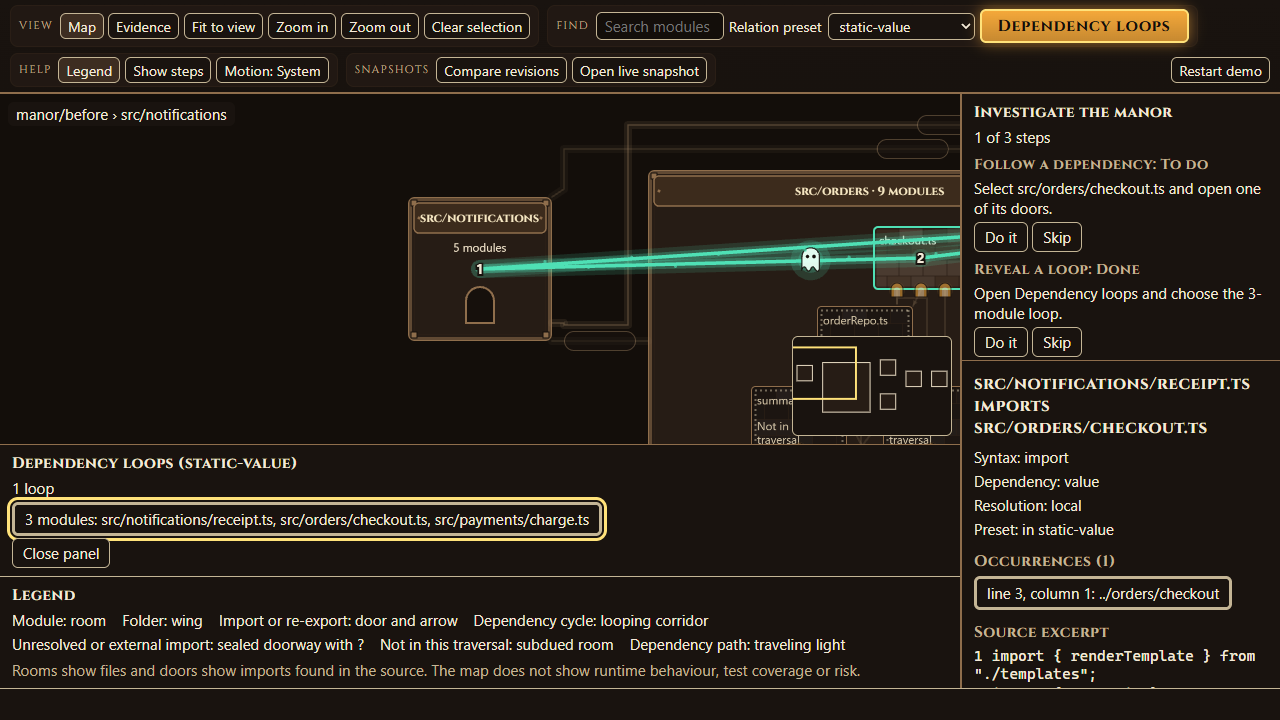 VIEW Map Evidence Fit to view Zoom in Zoom out Clear selection FIND Search modules Relation preset static-value Dependency loops
HELP Legend Show steps Motion: System SNAPSHOTS Compare revisions Open live snapshot Restart demo
manor/before › src/notifications
src/notifications
5 modules
1
src/orders · 9 modules
checkout.ts
2
orderRepo.ts
Not in
traversal
traversal
Investigate the manor
1 of 3 steps
Follow a dependency: To do
Select src/orders/checkout.ts and open one
of its doors.
Do it Skip
Reveal a loop: Done
Open Dependency loops and choose the 3-
module loop.
Do it Skip
src/notifications/receipt.ts
imports
src/orders/checkout.ts
Syntax: import
Dependency: value
Resolution: local
Preset: in static-value
Occurrences (1)
line 3, column 1: ../orders/checkout
Source excerpt
1 import { renderTemplate } from
"./templates";
Dependency loops (static-value)
1 loop
3 modules: src/notifications/receipt.ts, src/orders/checkout.ts, src/payments/charge.ts
Close panel
Legend
Module: room Folder: wing Import or re-export: door and arrow Dependency cycle: looping corridor
Unresolved or external import: sealed doorway with ? Not in this traversal: subdued room Dependency path: traveling light
Rooms show files and doors show imports found in the source. The map does not show runtime behaviour, test coverage or risk.